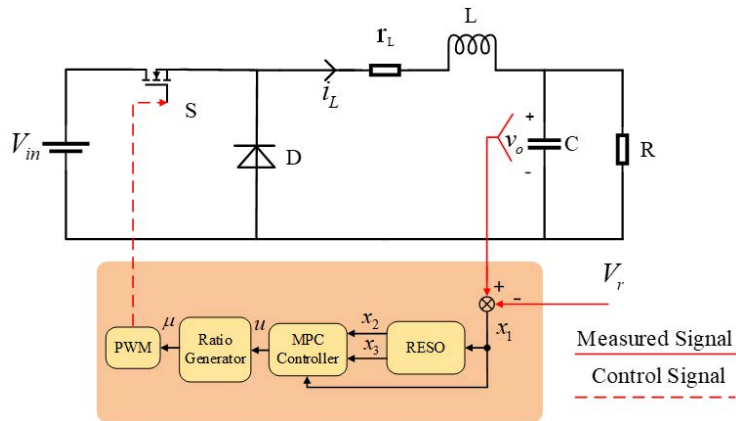 L
r_L
i_L
S
V_in
D
+
v_o
-
C
R
+
-
V_r
μ
u
x_2
x_3
x_1
PWM
Ratio
Generator
MPC
Controller
RESO
Measured Signal
Control Signal